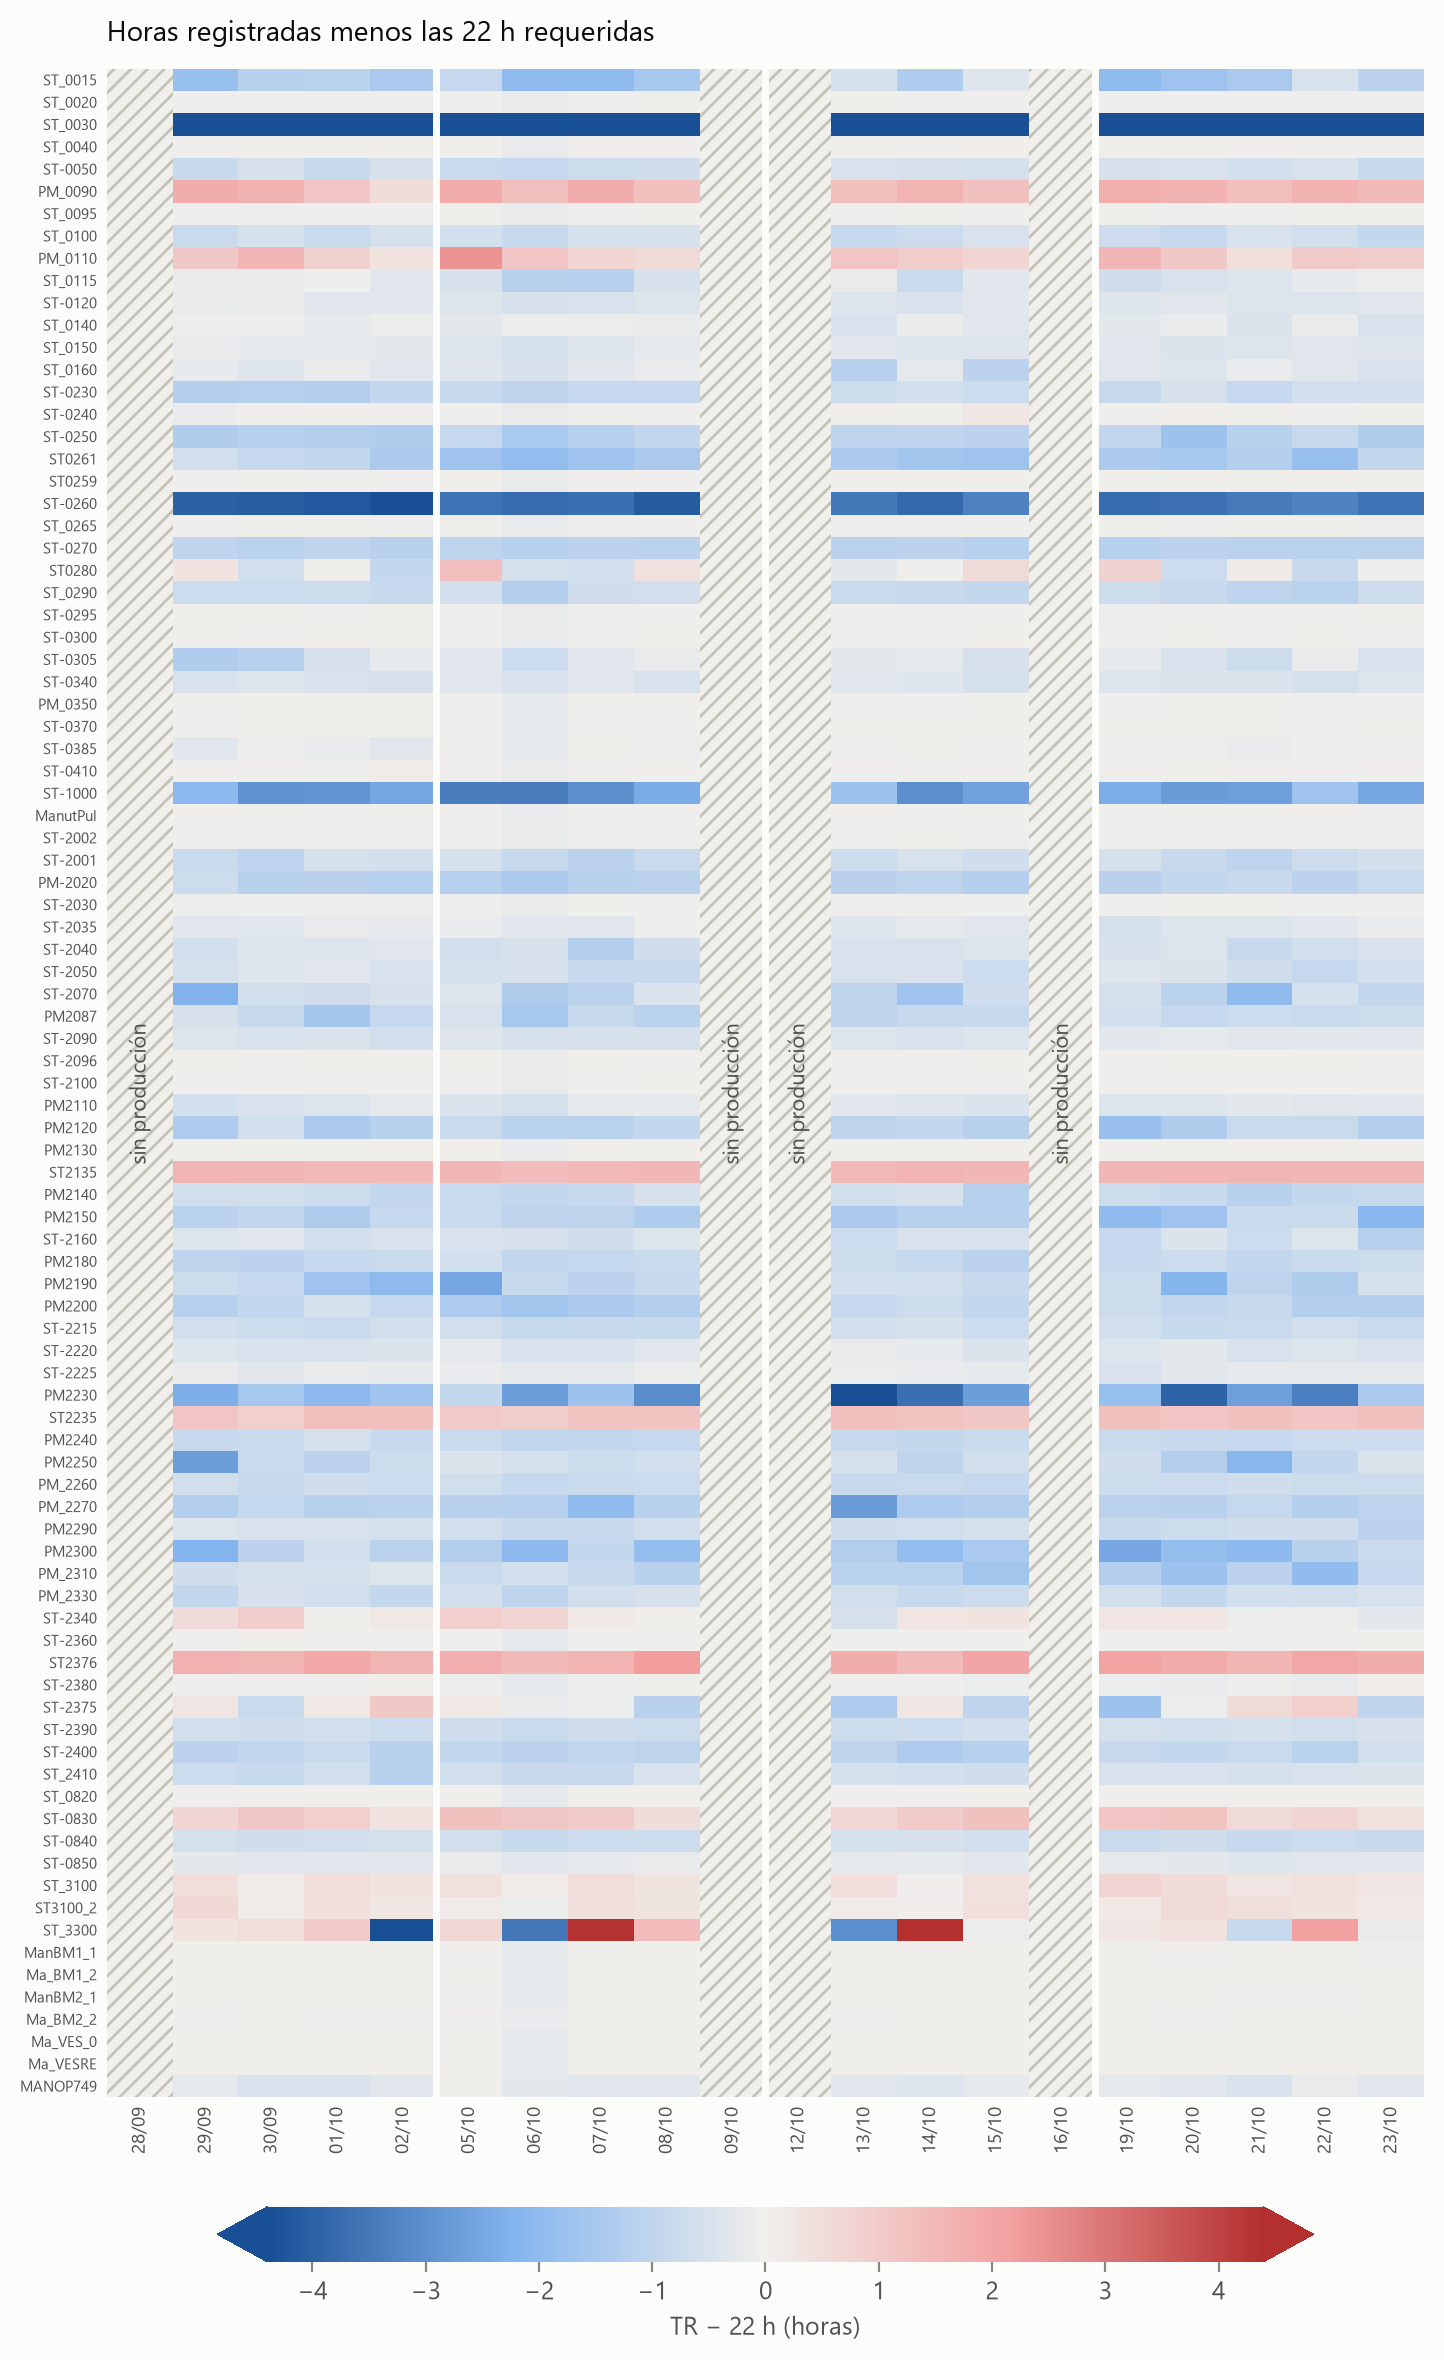 Horas registradas menos las 22 h requeridas
ST_0015
ST_0020
ST_0030
ST_0040
ST-0050
PM_0090
ST_0095
ST_0100
PM_0110
ST_0115
ST-0120
ST_0140
ST_0150
ST_0160
ST-0230
ST-0240
ST-0250
ST0261
ST0259
ST-0260
ST_0265
ST-0270
ST0280
ST_0290
ST-0295
ST-0300
ST-0305
ST-0340
PM_0350
ST-0370
ST-0385
ST-0410
ST-1000
ManutPul
ST-2002
ST-2001
PM-2020
ST-2030
ST-2035
ST-2040
ST-2050
ST-2070
PM2087
ST-2090
ST-2096
ST-2100
PM2110
PM2120
PM2130
ST2135
PM2140
PM2150
ST-2160
PM2180
PM2190
PM2200
ST-2215
ST-2220
ST-2225
PM2230
ST2235
PM2240
PM2250
PM_2260
PM_2270
PM2290
PM2300
PM_2310
PM_2330
ST-2340
ST-2360
ST2376
ST-2380
ST-2375
ST-2390
ST-2400
ST_2410
ST_0820
ST-0830
ST-0840
ST-0850
ST_3100
ST3100_2
ST_3300
ManBM1_1
Ma_BM1_2
ManBM2_1
Ma_BM2_2
Ma_VES_0
Ma_VESRE
MANOP749
sin producción
sin producción
sin producción
sin producción
28/09
29/09
30/09
01/10
02/10
05/10
06/10
07/10
08/10
09/10
12/10
13/10
14/10
15/10
16/10
19/10
20/10
21/10
22/10
23/10
−4 −3 −2 −1 0 1 2 3 4
TR − 22 h (horas)